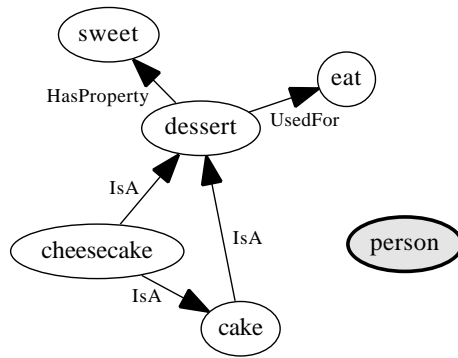 sweet
eat
HasProperty
UsedFor
dessert
IsA
IsA
cheesecake
person
IsA
cake